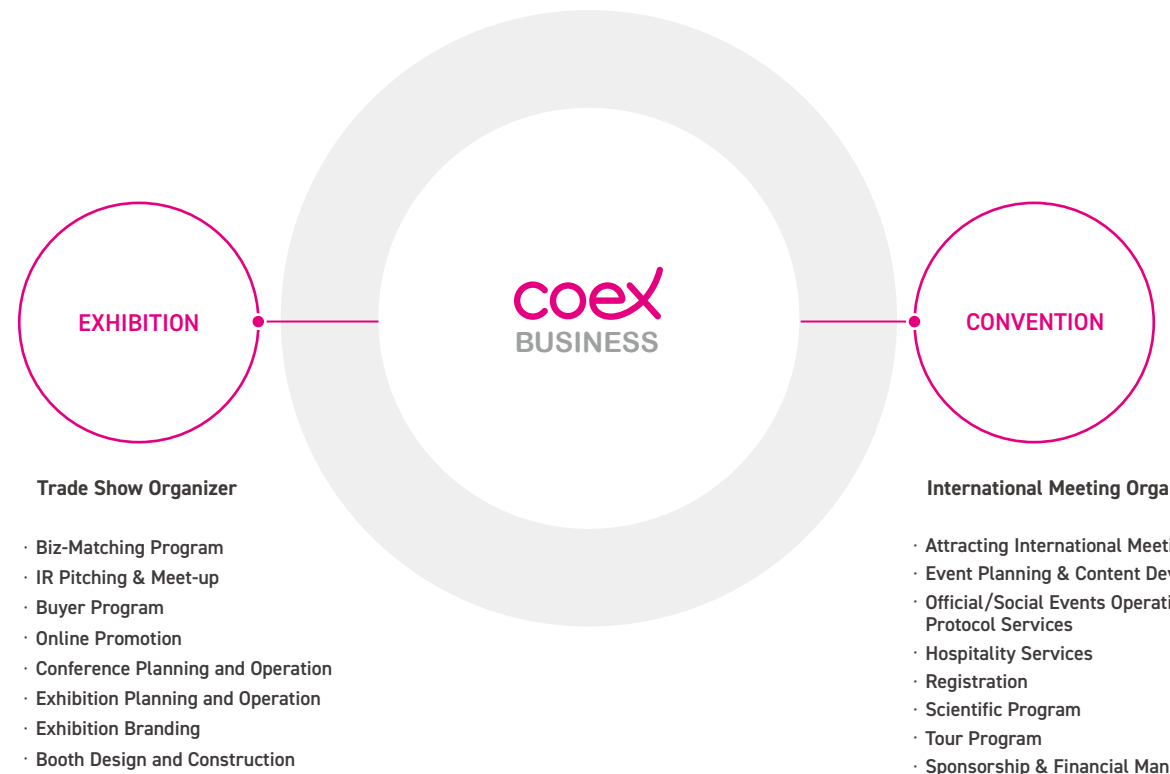 coex
BUSINESS
EXHIBITION
Trade Show Organizer
· Biz-Matching Program
· IR Pitching & Meet-up
· Buyer Program
· Online Promotion
· Conference Planning and Operation
· Exhibition Planning and Operation
· Exhibition Branding
· Booth Design and Construction
CONVENTION
International Meeting
· Attracting International
· Event Planning & Content
· Official/Social Events
Protocol Services
· Hospitality Services
· Registration
· Scientific Program
· Tour Program
· Sponsorship & Financial